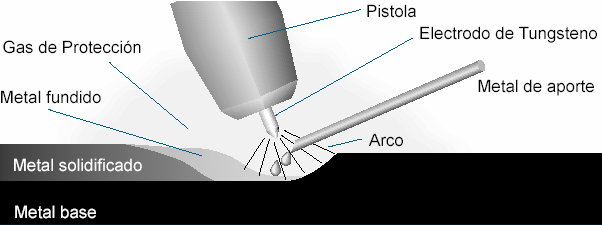 Pistola
Electrodo de Tungsteno
Gas de Protección
Metal de aporte
Metal fundido
Arco
Metal solidificado
Metal base